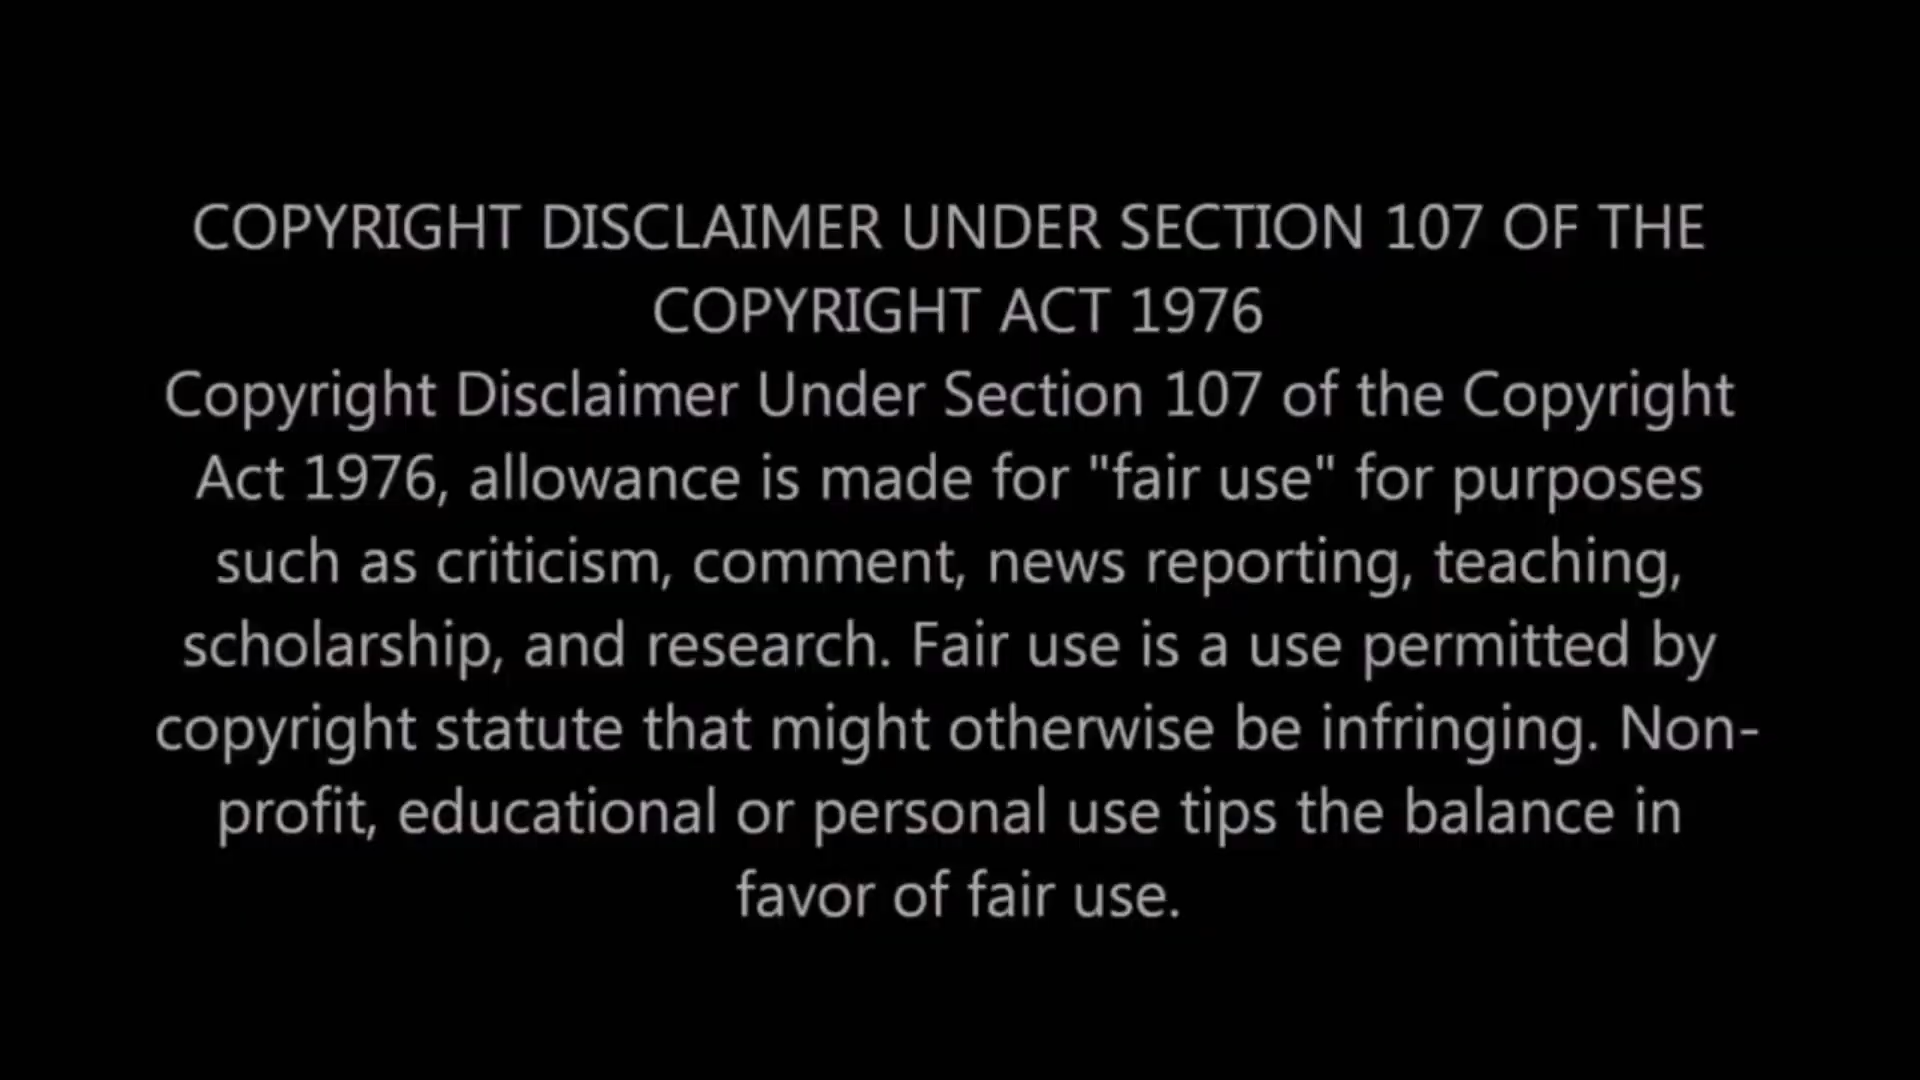 COPYRIGHT DISCLAIMER UNDER SECTION 107 OF THE
COPYRIGHT ACT 1976
Copyright Disclaimer Under Section 107 of the Copyright
Act 1976, allowance is made for "fair use" for purposes
such as criticism, comment, news reporting, teaching,
scholarship, and research. Fair use is a use permitted by
copyright statute that might otherwise be infringing. Non-
profit, educational or personal use tips the balance in
favor of fair use.